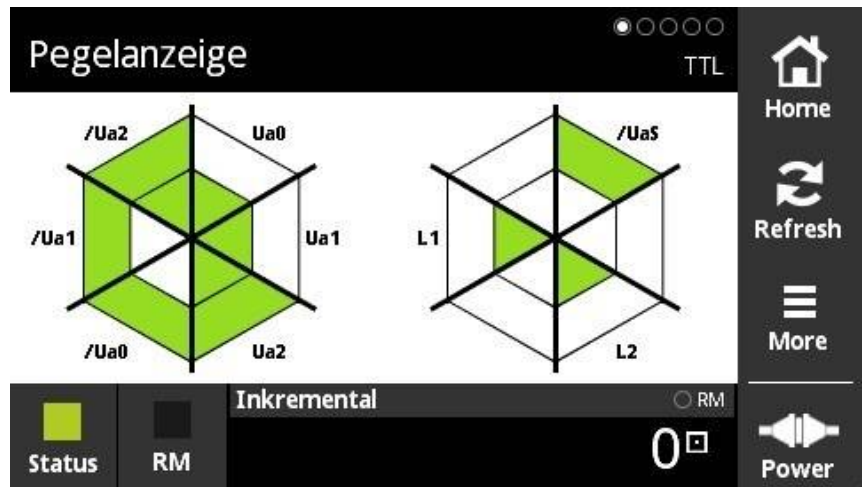 Pegelanzeige
TTL
/Ua2
Ua0
/Ua1
Ua1
/Ua0
Ua2
/UaS
L1
L2
Status
RM
Inkremental
RM
0
Home
Refresh
More
Power